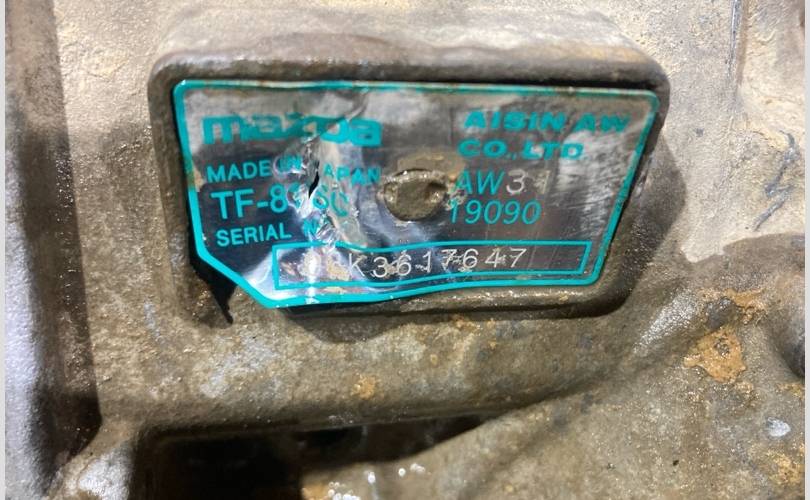 mazda
AISIN AW
CO.,LTD
MADE IN JAPAN
19090
SERIAL
K3617647